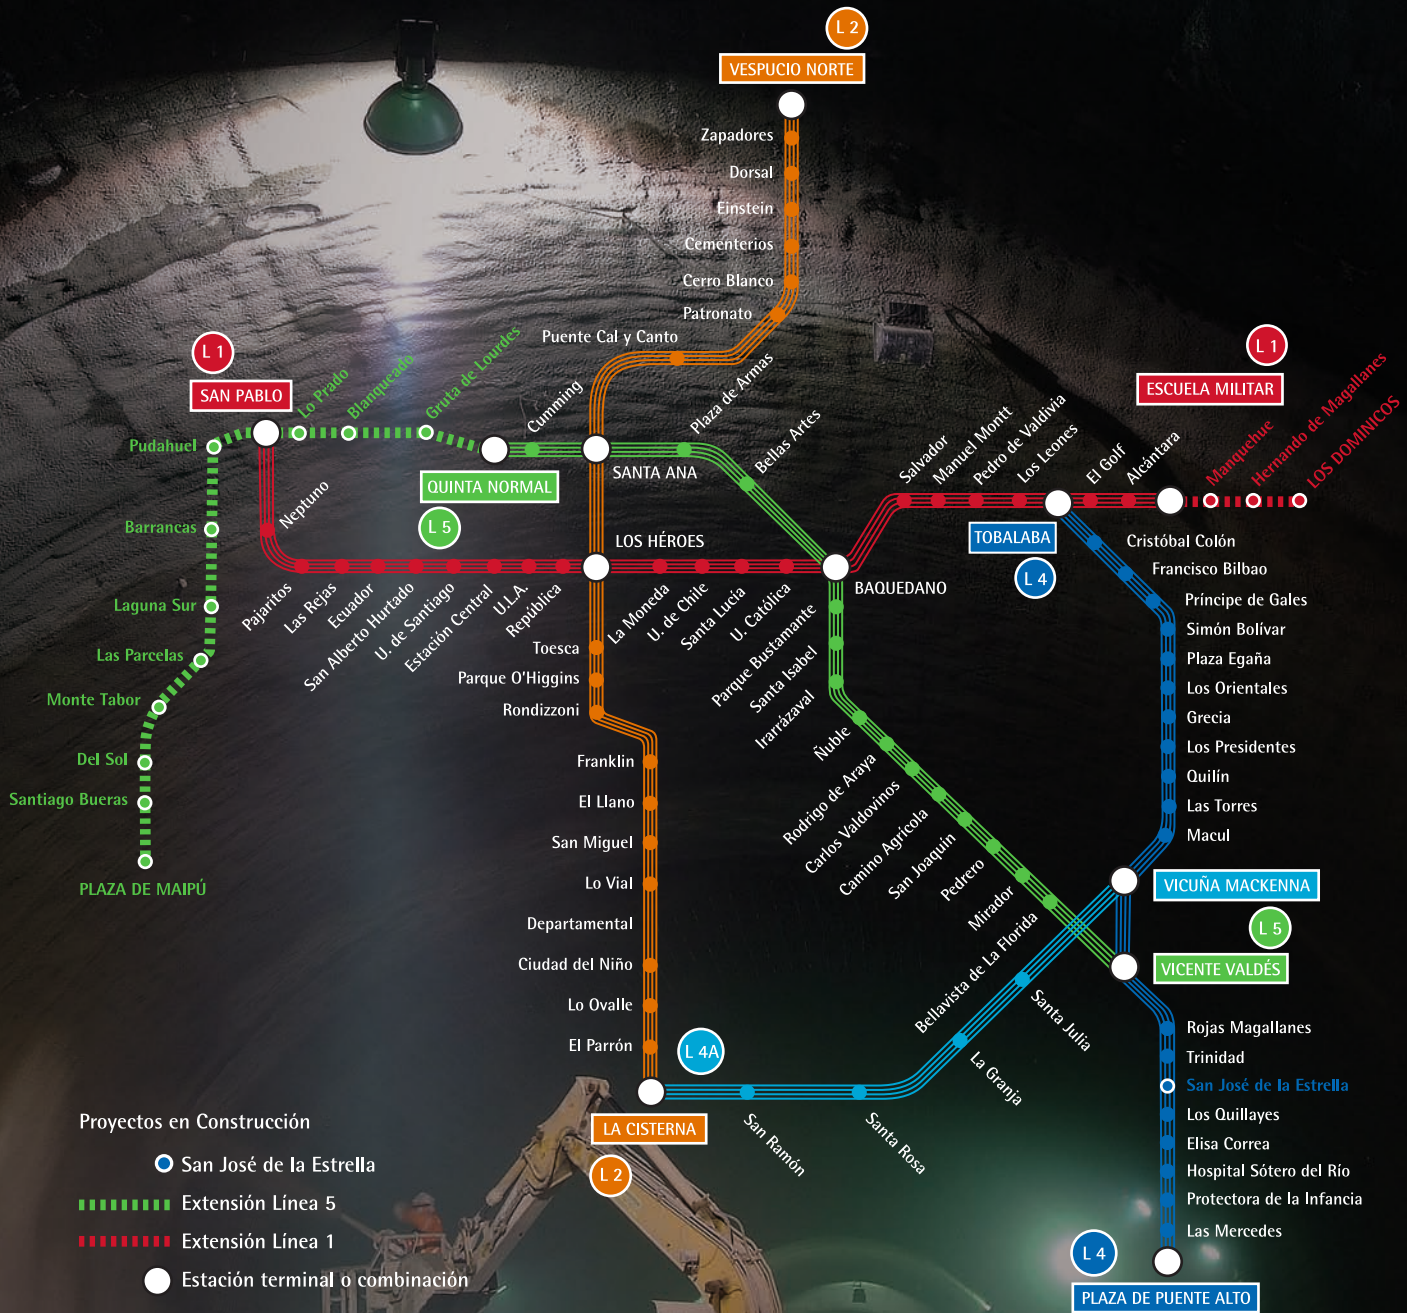 L 2
VESPUCIO NORTE
Zapadores
Dorsal
Einstein
Cementerios
Cerro Blanco
Patronato
Puente Cal y Canto
L 1
SAN PABLO
Lo Prado
Blanqueado
Gruta de Lourdes
Cumming
Plaza de Armas
Bellas Artes
L 1
ESCUELA MILITAR
Salvador
Manuel Montt
Pedro de Valdivia
Los Leones
El Golf
Alcántara
Manquehue
Hernando de Magallanes
LOS DOMINICOS
Pudahuel
Barrancas
Laguna Sur
Las Parcelas
Monte Tabor
Del Sol
Santiago Bueras
PLAZA DE MAIPÚ
Neptuno
QUINTA NORMAL
L 5
SANTA ANA
LOS HÉROES
TOBALABA
L 4
BAQUEDANO
Pajaritos
Las Rejas
Ecuador
San Alberto Hurtado
U. de Santiago
Estación Central
U.L.A.
República
La Moneda
U. de Chile
Santa Lucía
U. Católica
Parque Bustamante
Santa Isabel
Irarrázaval
Ñuble
Rodrigo de Araya
Carlos Valdovinos
Camino Agrícola
San Joaquín
Pedrero
Mirador
Bellavista de La Florida
Toesca
Parque O'Higgins
Rondizzoni
Franklin
El Llano
San Miguel
Lo Vial
Departamental
Ciudad del Niño
Lo Ovalle
El Parrón
L 4A
LA CISTERNA
L 2
San Ramón
Santa Rosa
La Granja
Santa Julia
Cristóbal Colón
Francisco Bilbao
Príncipe de Gales
Simón Bolívar
Plaza Egaña
Los Orientales
Grecia
Los Presidentes
Quilín
Las Torres
Macul
VICUÑA MACKENNA
L 5
VICENTE VALDÉS
Rojas Magallanes
Trinidad
San José de la Estrella
Los Quillayes
Elisa Correa
Hospital Sótero del Río
Protectora de la Infancia
Las Mercedes
L 4
PLAZA DE PUENTE ALTO
Proyectos en Construcción
San José de la Estrella
Extensión Línea 5
Extensión Línea 1
Estación terminal o combinación